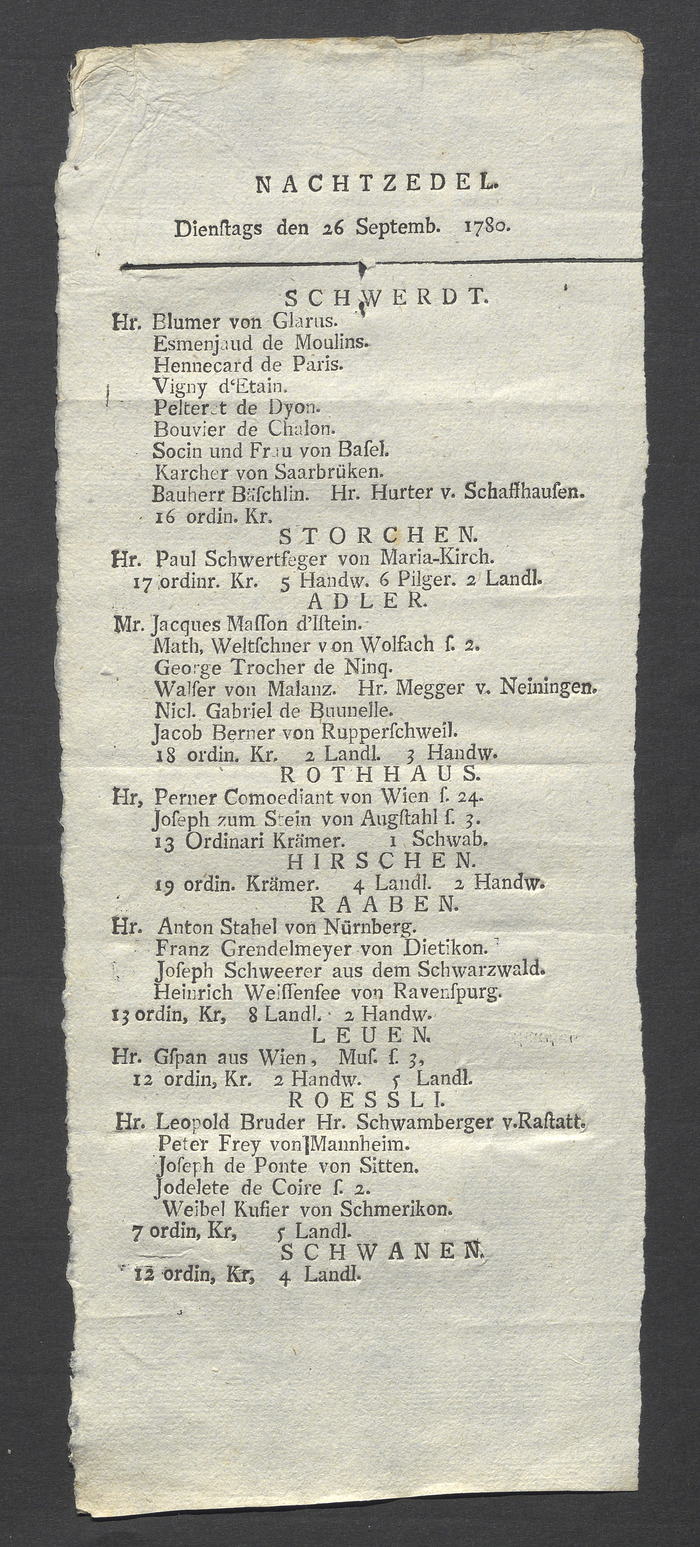 NACHTZEDEL.
Dienſtags den 26 Septemb. 1780.
SCHWERDT.
Hr. Blumer von Glarus.
Esmenjaud de Moulins.
Hennecard de Paris.
Vigny d‘Etain.
Pelteret de Dyon.
Bouvier de Chalon.
Socin und Frau von Baſel.
Karcher von Saarbrüken.
Bauherr Bäſchlin. Hr. Hurter v. Schaffhauſen.
16 ordin. Kr.
STORCHEN.
Hr. Paul Schwertfeger von Maria-Kirch.
17 ordinr. Kr. 5 Handw. 6 Pilger. 2 Landl.
ADLER.
Mr. Jacques Maſſon d'Iſtein.
Math, Weltſchner von Wolfach ſ. 2.
George Trocher de Ninq.
Walſer von Malanz. Hr. Megger v. Neiningen.
Nicl. Gabriel de Buunelle.
Jacob Berner von Rupperſchweil.
18 ordin. Kr. 2 Landl. 3 Handw.
ROTHHAUS.
Hr, Perner Comoediant von Wien ſ. 24.
Joſeph zum Stein von Augſtahl ſ. 3.
13 Ordinari Krämer. 1 Schwab.
HIRSCHEN.
19 ordin. Krämer. 4 Landl. 2 Handw.
RAABEN.
Hr. Anton Stahel von Nürnberg.
Franz Grendelmeyer von Dietikon.
Joſeph Schweerer aus dem Schwarzwald.
Heinrich Weiſſenſee von Ravenſpurg.
13 ordin, Kr, 8 Landl. 2 Handw.
LEUEN.
Hr. Gſpan aus Wien, Muſ. ſ. 3,
12 ordin, Kr. 2 Handw. 5 Landl.
ROESSLI.
Hr. Leopold Bruder Hr. Schwamberger v.Raſtatt.
Peter Frey von Mannheim.
Joſeph de Ponte von Sitten.
Jodelete de Coire ſ. 2.
Weibel Kuſier von Schmerikon.
7 ordin, Kr, 5 Landl.
SCHWANEN.
12 ordin, Kr, 4 Landl.